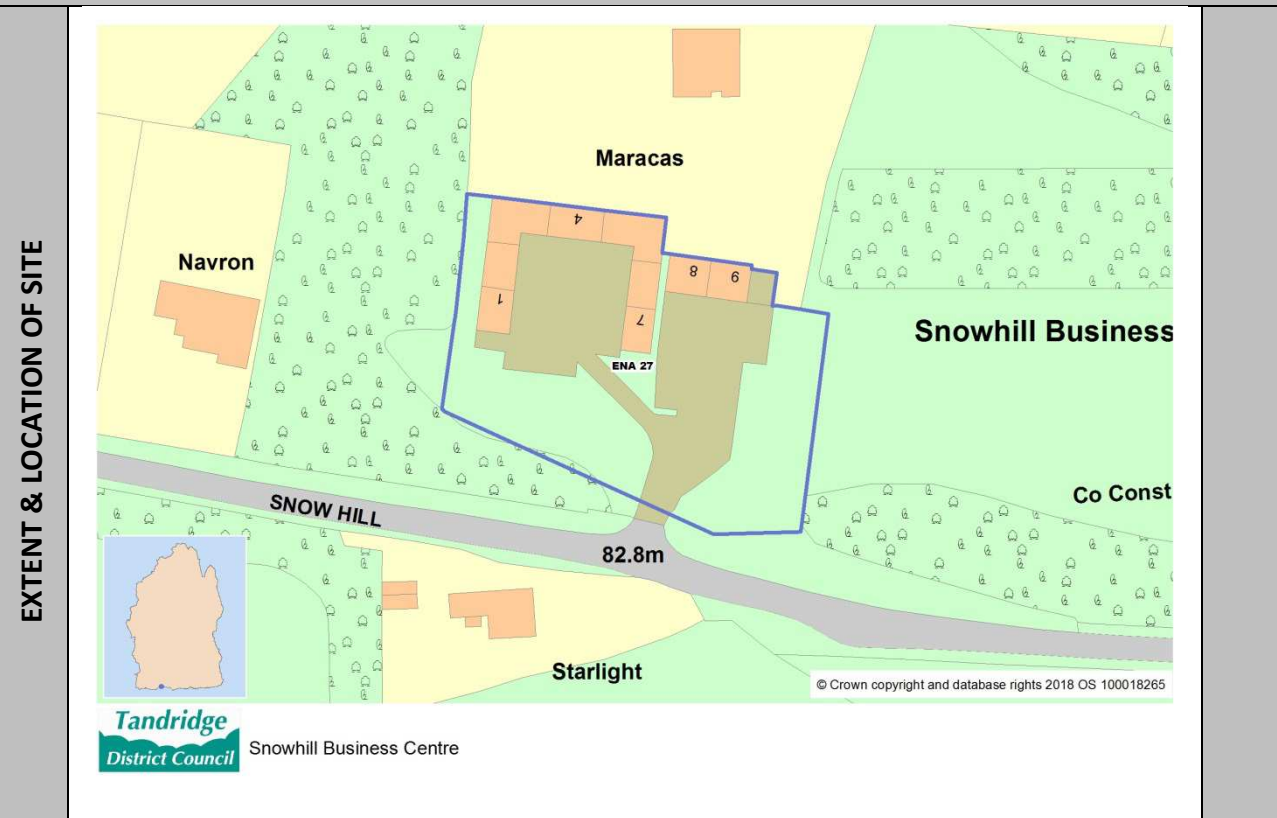 EXTENT & LOCATION OF SITE
Maracas
Navron
4
8
9
1
7
Snowhill Business
ENA 27
Co Const
SNOW HILL
82.8m
Starlight
© Crown copyright and database rights 2018 OS 100018265
Tandridge
District Council
Snowhill Business Centre